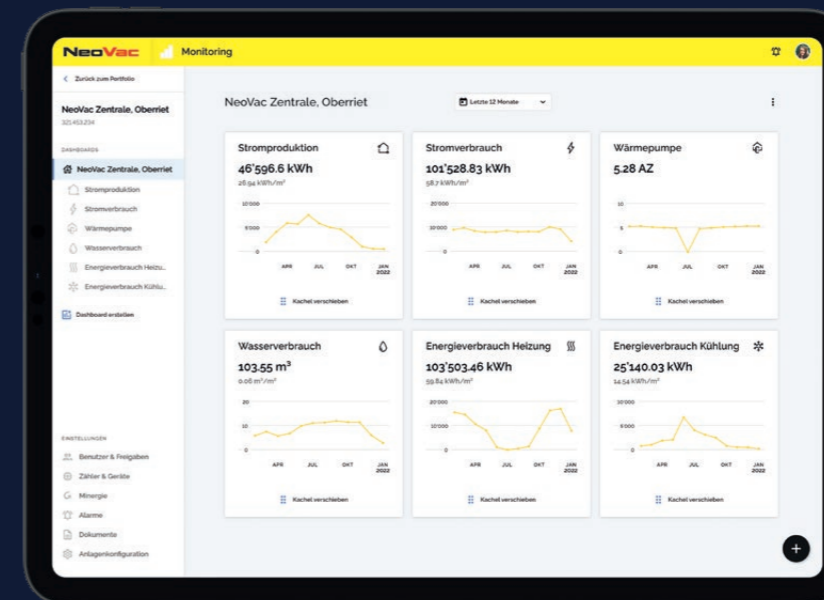 NeoVac Monitoring
Zurück zum Portfolio
NeoVac Zentrale, Oberriet
321.453.234
DASHBOARDS
NeoVac Zentrale, Oberriet
Stromproduktion
Stromverbrauch
Wärmepumpe
Wasserverbrauch
Energieverbrauch Heizu...
Energieverbrauch Kühlu...
Dashboard erstellen
EINSTELLUNGEN
Benutzer & Freigaben
Zähler & Geräte
Minergie
Alarme
Dokumente
Anlagenkonfiguration
NeoVac Zentrale, Oberriet
Letzte 12 Monate
Stromproduktion
46'596.6 kWh
26.94 kWh/m²
10'000
5'000
0
APR JUL OKT JAN
2022
Kachel verschieben
Stromverbrauch
101'528.83 kWh
58.7 kWh/m²
20'000
10'000
0
APR JUL OKT JAN
2022
Kachel verschieben
Wärmepumpe
5.28 AZ
10
5
0
APR JUL OKT JAN
2022
Kachel verschieben
Wasserverbrauch
103.55 m³
0.06 m³/m²
20
10
0
APR JUL OKT JAN
2022
Kachel verschieben
Energieverbrauch Heizung
103'503.46 kWh
59.84 kWh/m²
20'000
10'000
0
APR JUL OKT JAN
2022
Kachel verschieben
Energieverbrauch Kühlung
25'140.03 kWh
14.54 kWh/m²
10'000
5'000
0
APR JUL OKT JAN
2022
Kachel verschieben